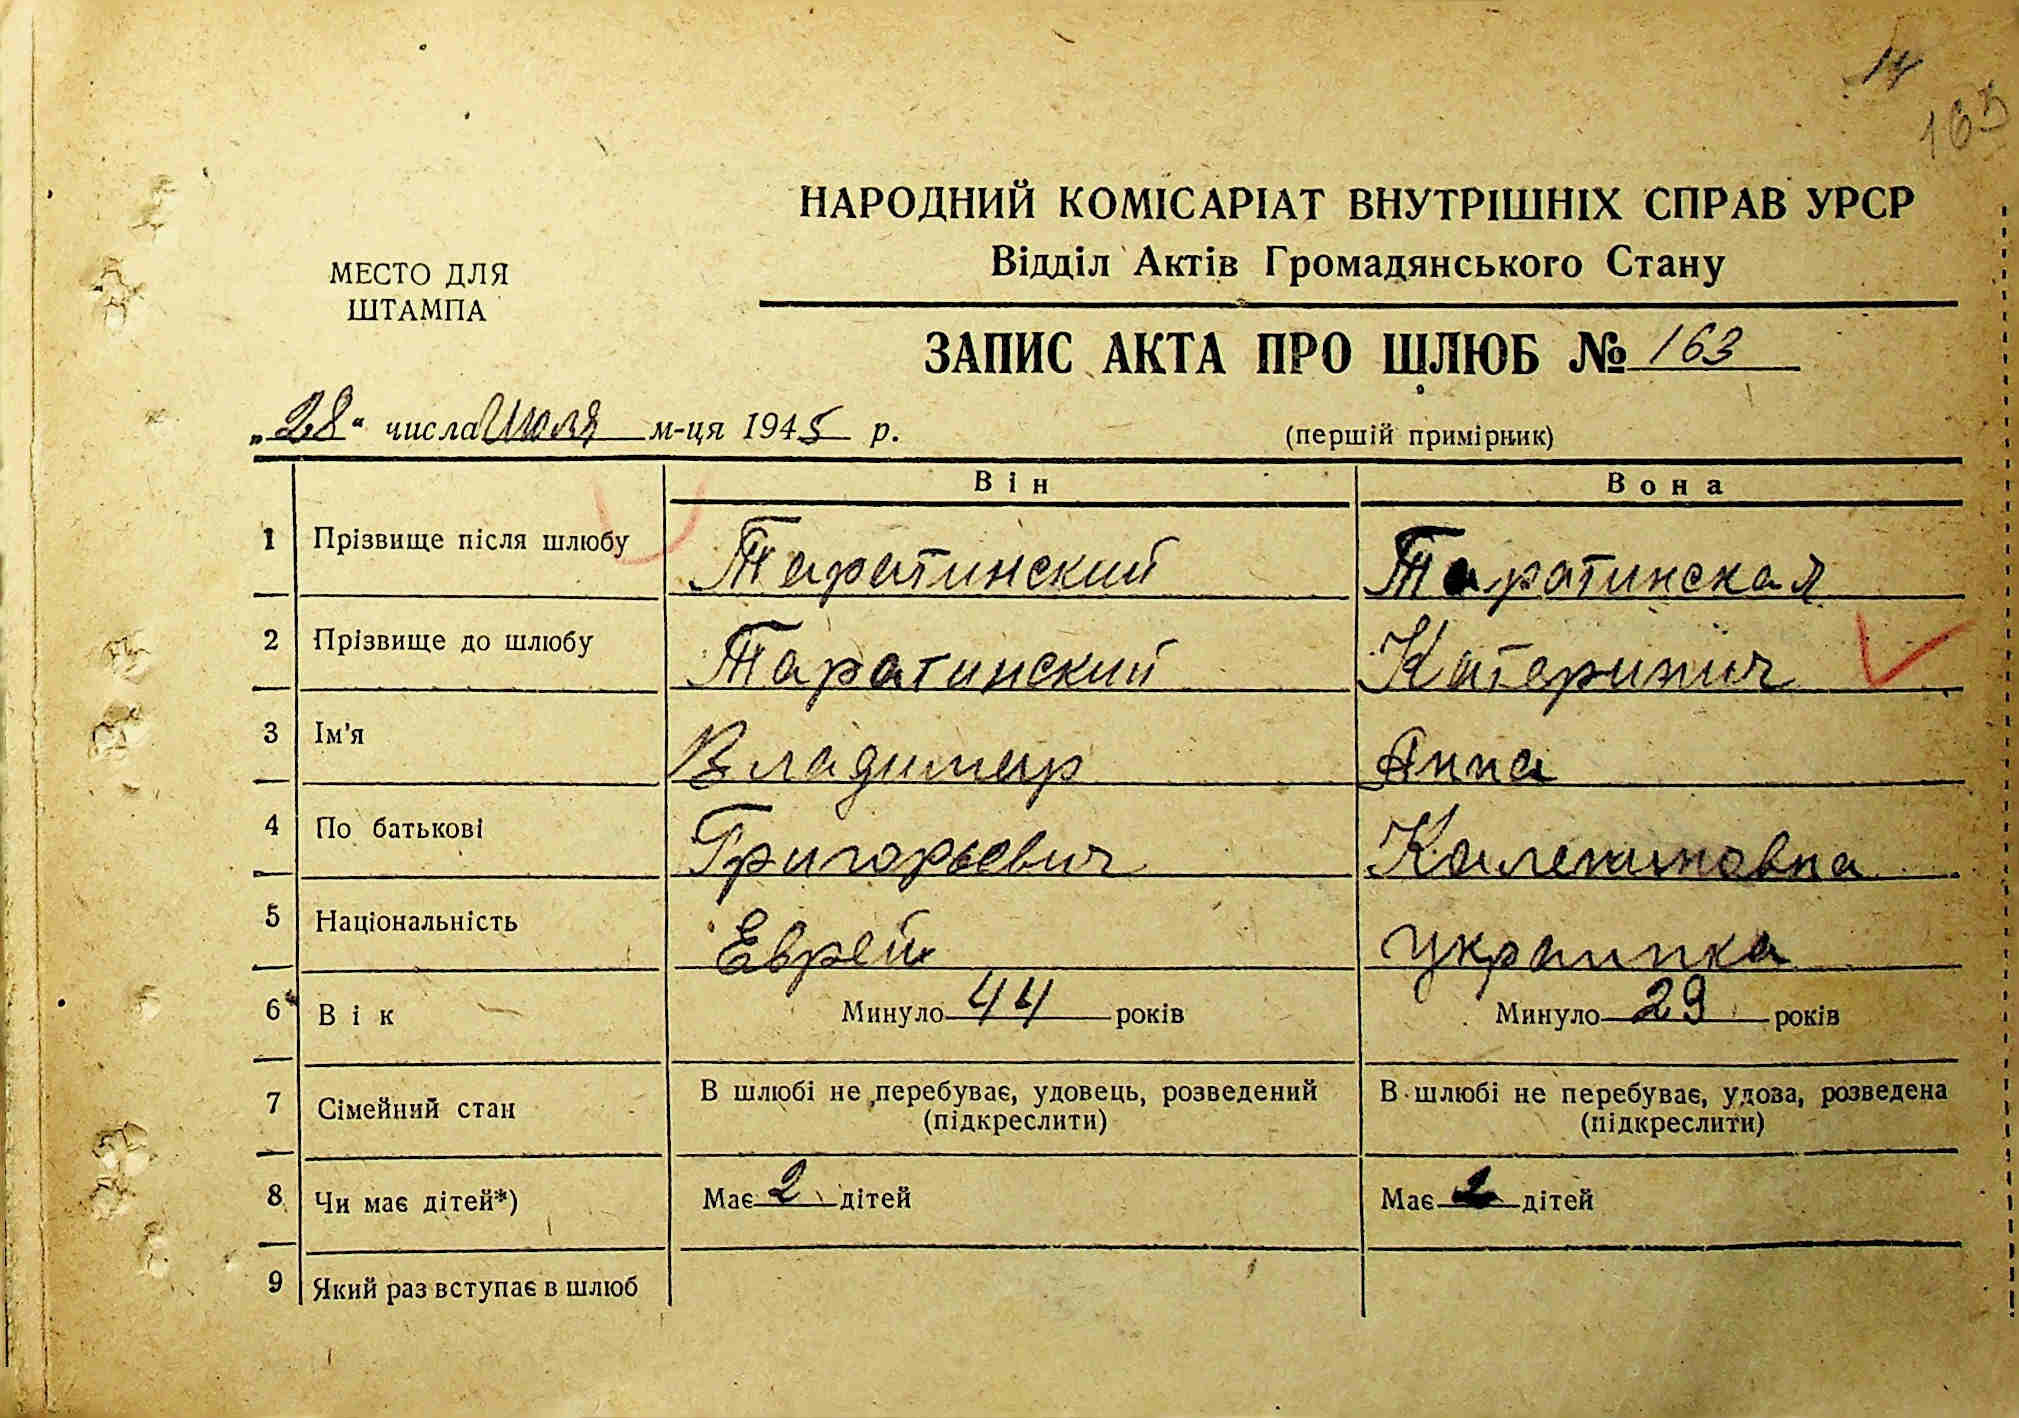 14
163
НАРОДНИЙ КОМІСАРІАТ ВНУТРІШНІХ СПРАВ УРСР
Відділ Актів Громадянського Стану
МЕСТО ДЛЯ
ШТАМПА
ЗАПИС АКТА ПРО ШЛЮБ № 163
„28“ числа Июля м-ця 1945 р.
(першій примірник)
Він Вона
1 Прізвище після шлюбу Таратинский Таратинская
2 Прізвище до шлюбу Таратинский Катеринич
3 Ім'я Владимир Анна
4 По батькові Григорьевич Калениковна
5 Національність Еврей Украинка
6 Вік Минуло 44 років Минуло 29 років
7 Сімейний стан В шлюбі не перебуває, удовець, розведений В шлюбі не перебуває, удова, розведена
(підкреслити) (підкреслити)
8 Чи має дітей*) Має 2 дітей Має 2 дітей
9 Який раз вступає в шлюб